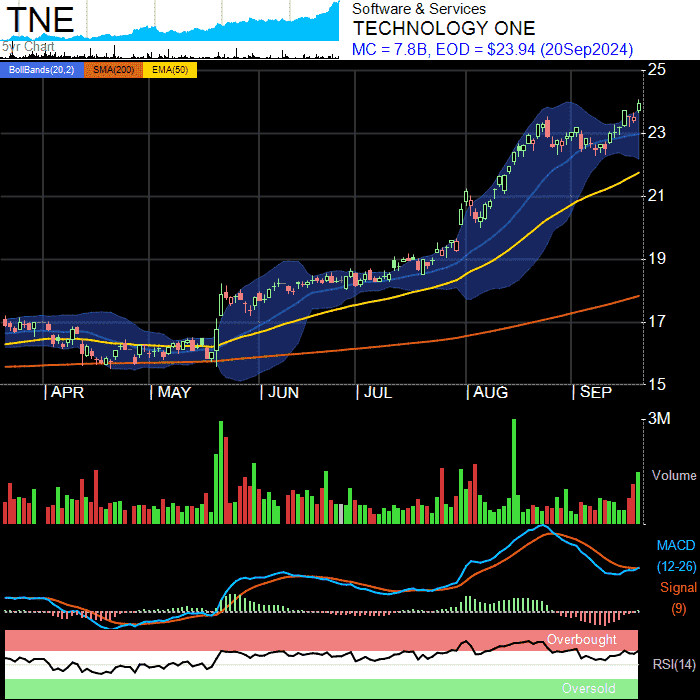 TNE
5yr Chart
Software & Services
TECHNOLOGY ONE
MC = 7.8B, EOD = $23.94 (20Sep2024)
BollBands(20,2) SMA(200) EMA(50)
25
23
21
19
17
15
APR MAY JUN JUL AUG SEP
3M
Volume
MACD
(12-26)
Signal
(9)
Overbought
RSI(14)
Oversold